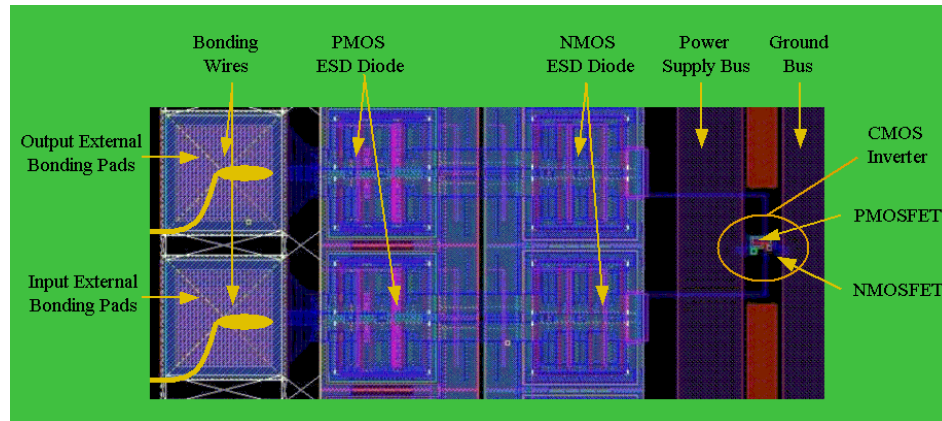 Bonding
Wires
PMOS
ESD Diode
NMOS
ESD Diode
Power
Supply Bus
Ground
Bus
Output External
Bonding Pads
CMOS
Inverter
PMOSFET
Input External
Bonding Pads
NMOSFET